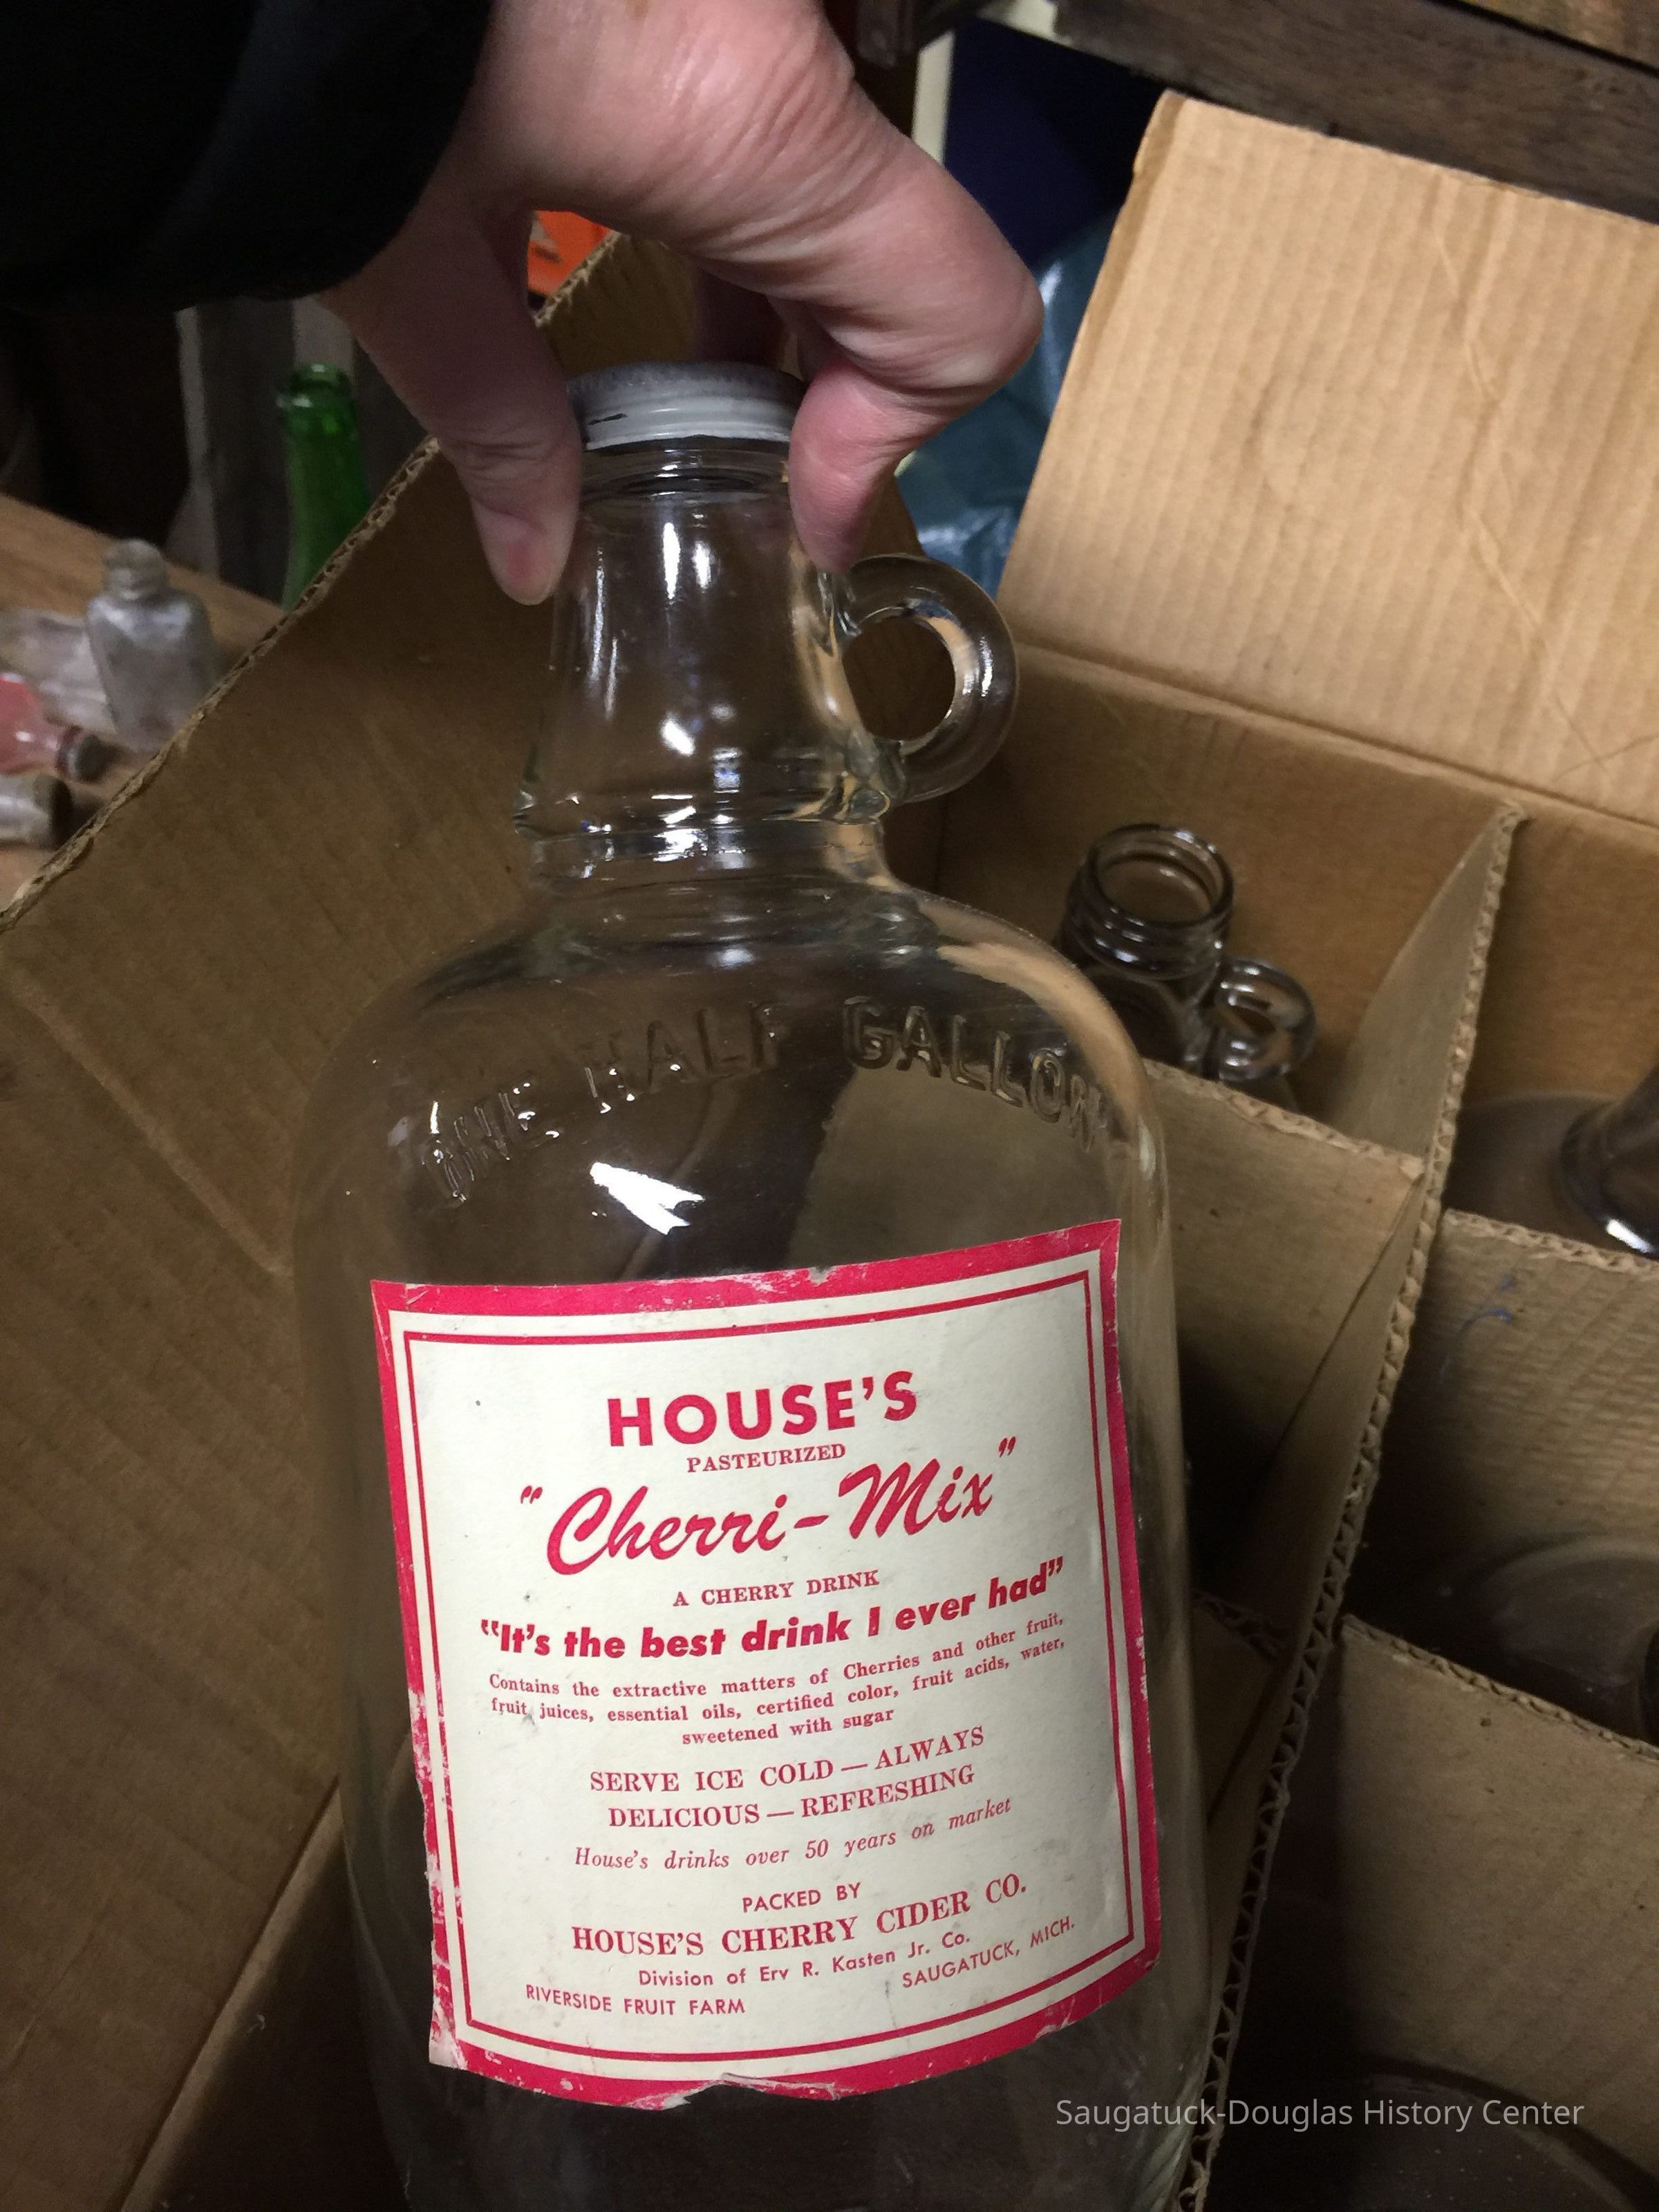 ONE HALF GALLON
HOUSE'S
PASTEURIZED
"Cherri-Mix"
A CHERRY DRINK
"It's the best drink I ever had"
Contains the extractive matters of Cherries and other fruit,
fruit juices, essential oils, certified color, fruit acids, water,
sweetened with sugar
SERVE ICE COLD — ALWAYS
DELICIOUS — REFRESHING
House's drinks over 50 years on market
PACKED BY
HOUSE'S CHERRY CIDER CO.
Division of Erv R. Kasten Jr. Co.
RIVERSIDE FRUIT FARM SAUGATUCK, MICH.
Saugatuck-Douglas History Center